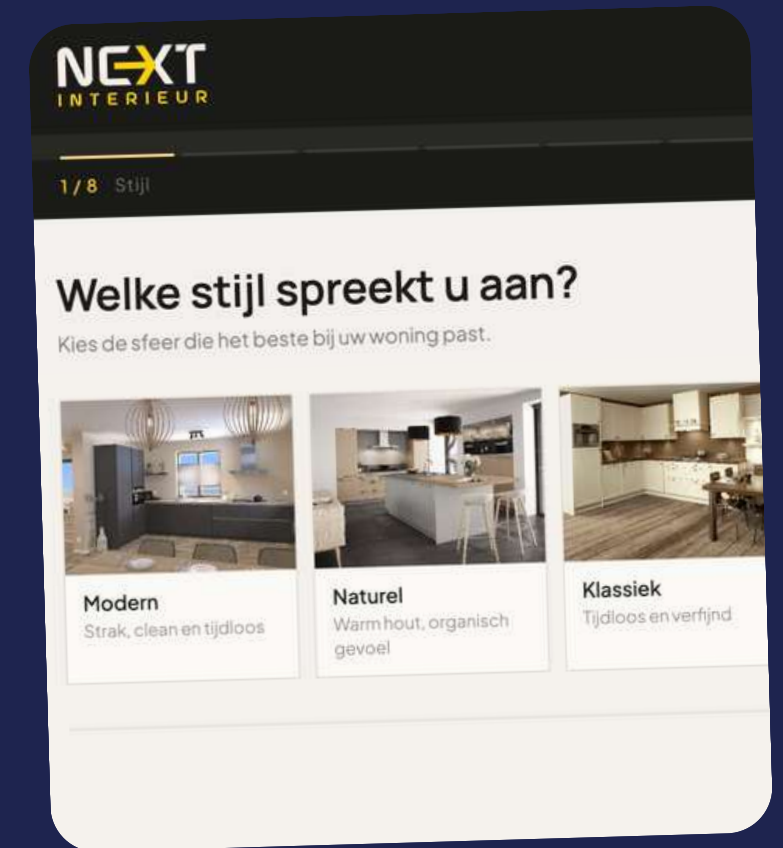 NEXT
INTERIEUR
1 / 8 Stijl
Welke stijl spreekt u aan?
Kies de sfeer die het beste bij uw woning past.
Modern
Strak, clean en tijdloos
Naturel
Warm hout, organisch
gevoel
Klassiek
Tijdloos en verfijnd